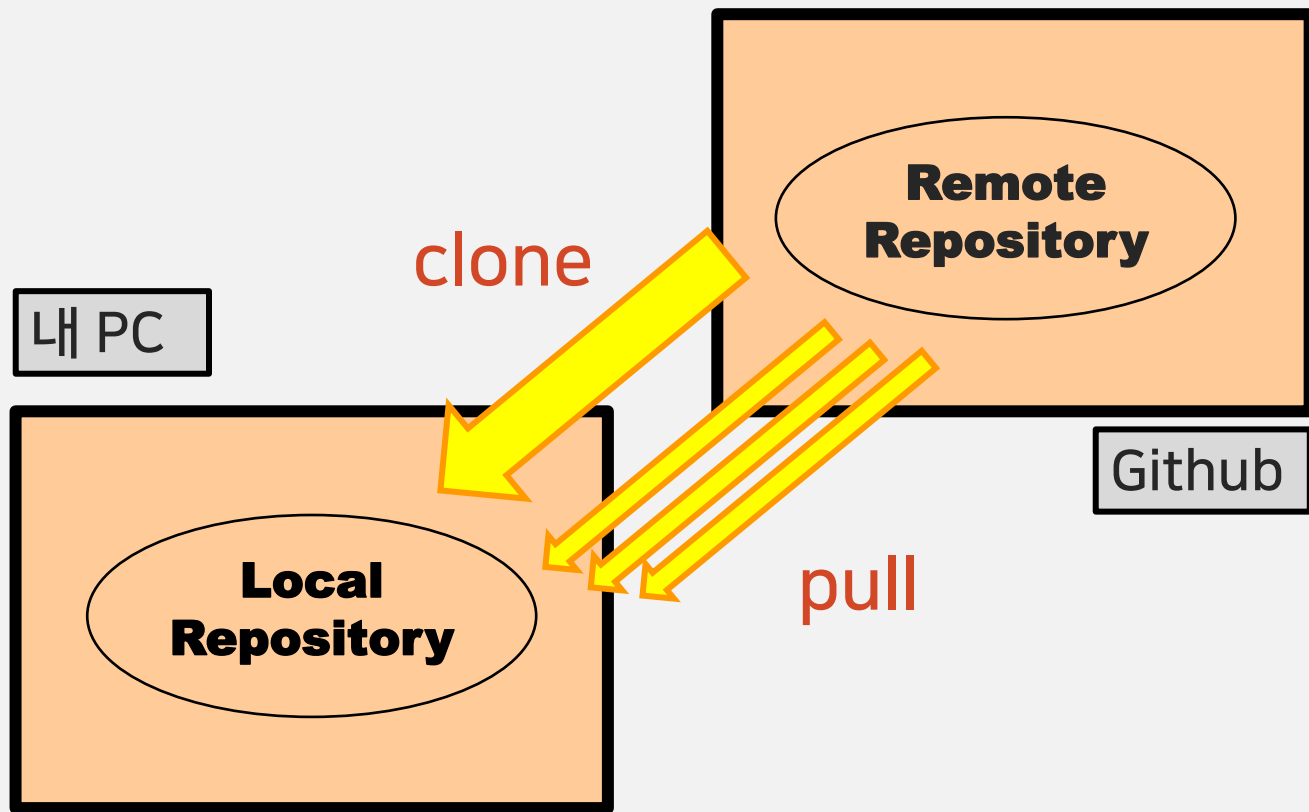 Remote
Repository
clone
내 PC
Github
pull
Local
Repository